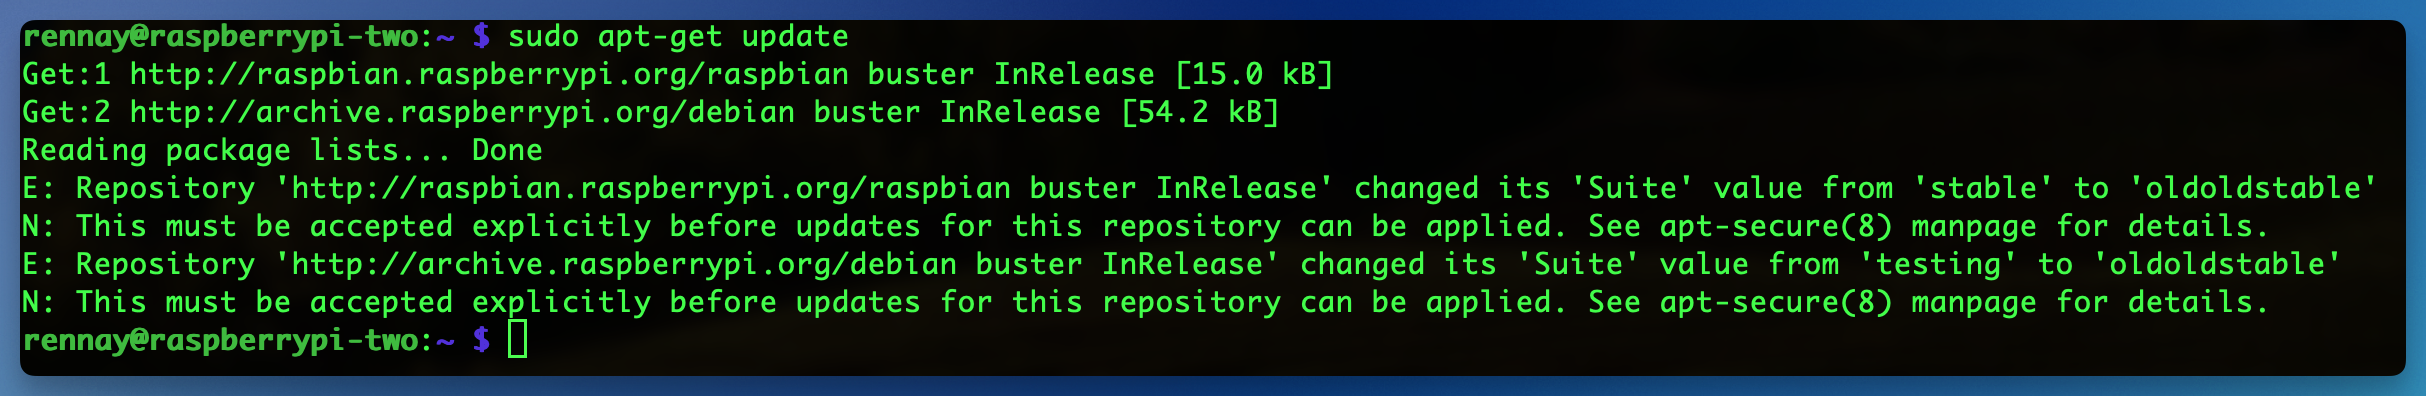 rennay@raspberrypi-two:~ $ sudo apt-get update
Get:1 http://raspbian.raspberrypi.org/raspbian buster InRelease [15.0 kB]
Get:2 http://archive.raspberrypi.org/debian buster InRelease [54.2 kB]
Reading package lists... Done
E: Repository 'http://raspbian.raspberrypi.org/raspbian buster InRelease' changed its 'Suite' value from 'stable' to 'oldoldstable'
N: This must be accepted explicitly before updates for this repository can be applied. See apt-secure(8) manpage for details.
E: Repository 'http://archive.raspberrypi.org/debian buster InRelease' changed its 'Suite' value from 'testing' to 'oldoldstable'
N: This must be accepted explicitly before updates for this repository can be applied. See apt-secure(8) manpage for details.
rennay@raspberrypi-two:~ $